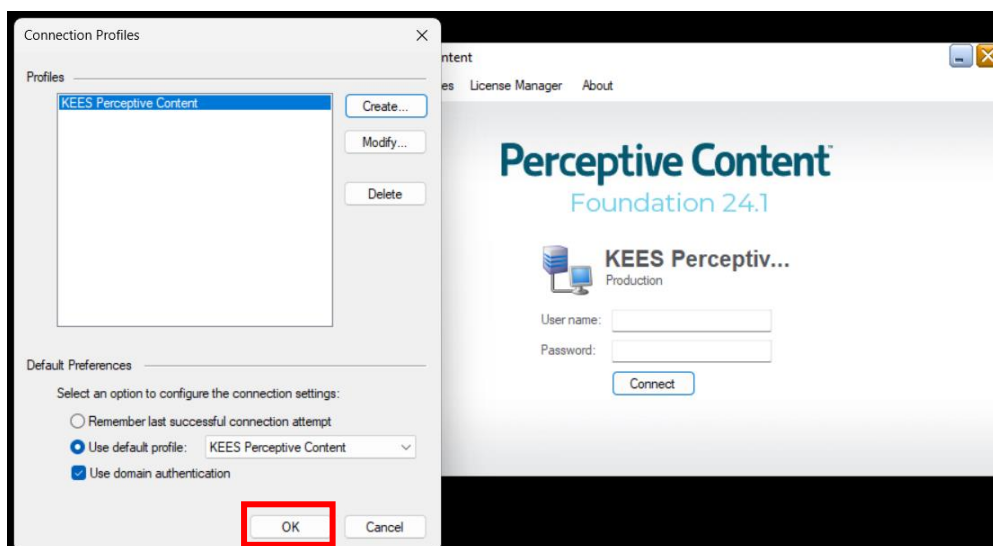 Connection Profiles
Profiles
KEES Perceptive Content
Create...
Modify...
Delete
Default Preferences
Select an option to configure the connection settings:
Remember last successful connection attempt
Use default profile: KEES Perceptive Content
Use domain authentication
OK Cancel
ntent
es License Manager About
Perceptive Content™
Foundation 24.1
KEES Perceptiv...
Production
User name:
Password:
Connect